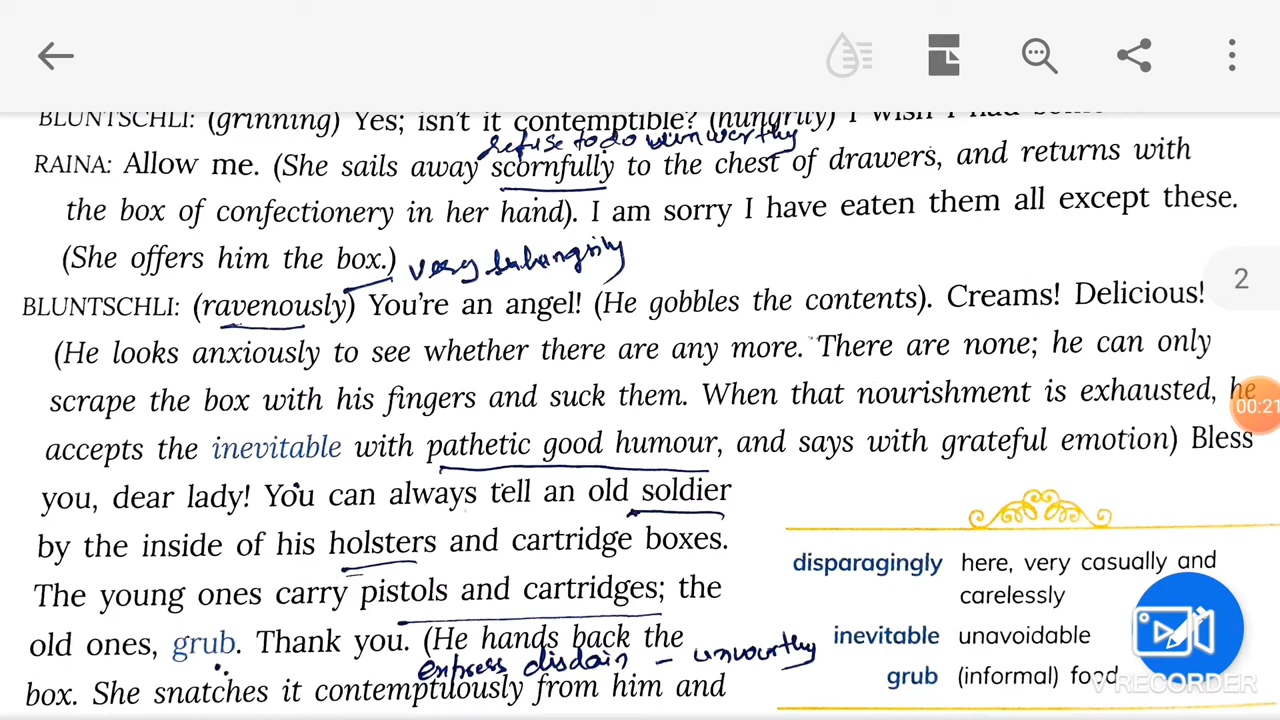 BLUNTSCHLI: (grinning) Yes; isn't it contemptible? (hungrily) I wish I had some
refuse to do unworthy
RAINA: Allow me. (She sails away scornfully to the chest of drawers, and returns with
the box of confectionery in her hand). I am sorry I have eaten them all except these.
(She offers him the box.)
very
BLUNTSCHLI: (ravenously) You're an angel! (He gobbles the contents). Creams! Delicious!
(He looks anxiously to see whether there are any more. There are none; he can only
scrape the box with his fingers and suck them. When that nourishment is exhausted, he
accepts the inevitable with pathetic good humour, and says with grateful emotion) Bless
you, dear lady! You can always tell an old soldier
by the inside of his holsters and cartridge boxes.
The young ones carry pistols and cartridges; the
old ones, grub. Thank you. (He hands back the
express disdain – unworthy
box. She snatches it contemptuously from him and
2
00:21
disparagingly here, very casually and
carelessly
inevitable unavoidable
grub (informal) food
RECORDER